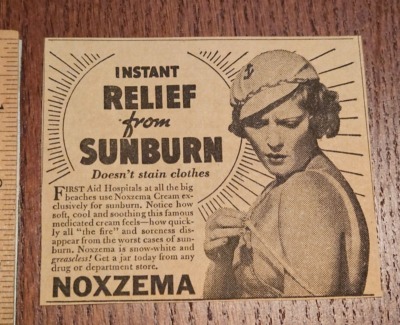 INSTANT
RELIEF
from
SUNBURN
Doesn't stain clothes
FIRST Aid Hospitals at all the big
beaches use Noxzema Cream ex-
clusively for sunburn. Notice how
soft, cool and soothing this famous
medicated cream feels—how quick-
ly all "the fire" and soreness dis-
appear from the worst cases of sun-
burn. Noxzema is snow-white and
greaseless! Get a jar today from any
drug or department store.
NOXZEMA